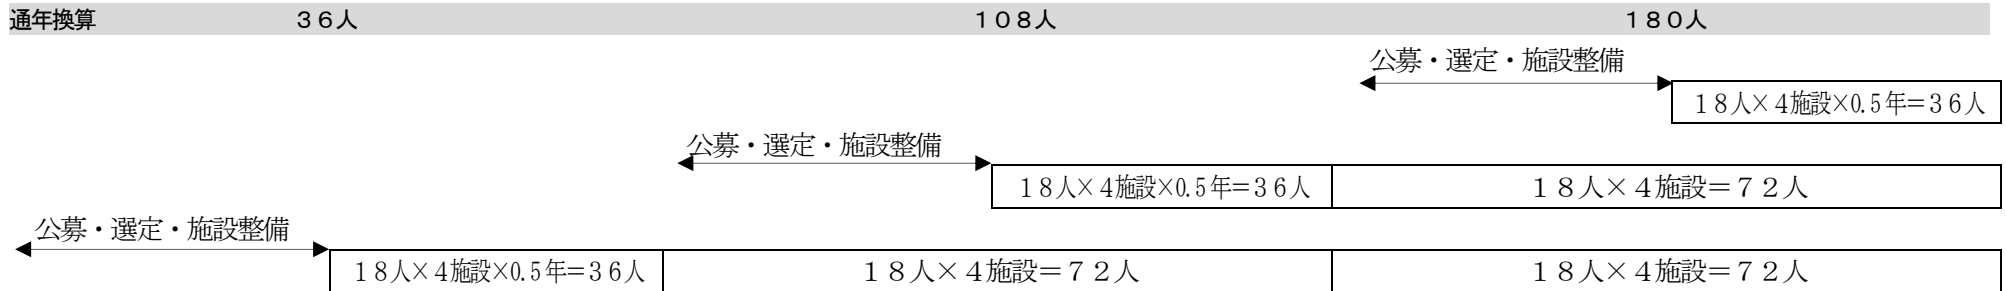 通年換算 ３６人 １０８人 １８０人
公募・選定・施設整備
１８人×４施設×0.5年＝３６人
公募・選定・施設整備
１８人×４施設×0.5年＝３６人 １８人×４施設＝７２人
公募・選定・施設整備
１８人×４施設×0.5年＝３６人 １８人×４施設＝７２人 １８人×４施設＝７２人